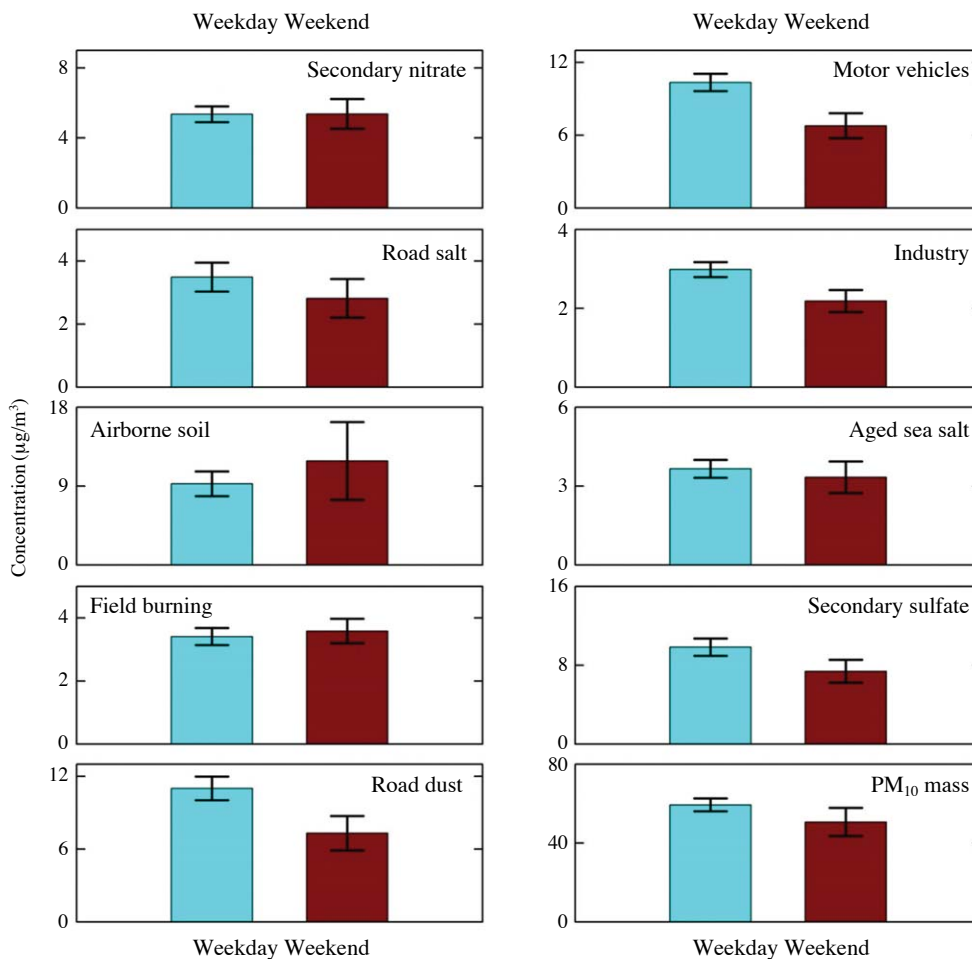 Weekday Weekend
Weekday Weekend
Concentration (µg/m³)
Secondary nitrate
8
4
0
Motor vehicles
12
6
0
Road salt
4
2
0
Industry
4
2
0
Airborne soil
18
9
0
Aged sea salt
6
3
0
Field burning
4
2
0
Secondary sulfate
16
8
0
Road dust
12
6
0
PM₁₀ mass
80
40
0
Weekday Weekend
Weekday Weekend